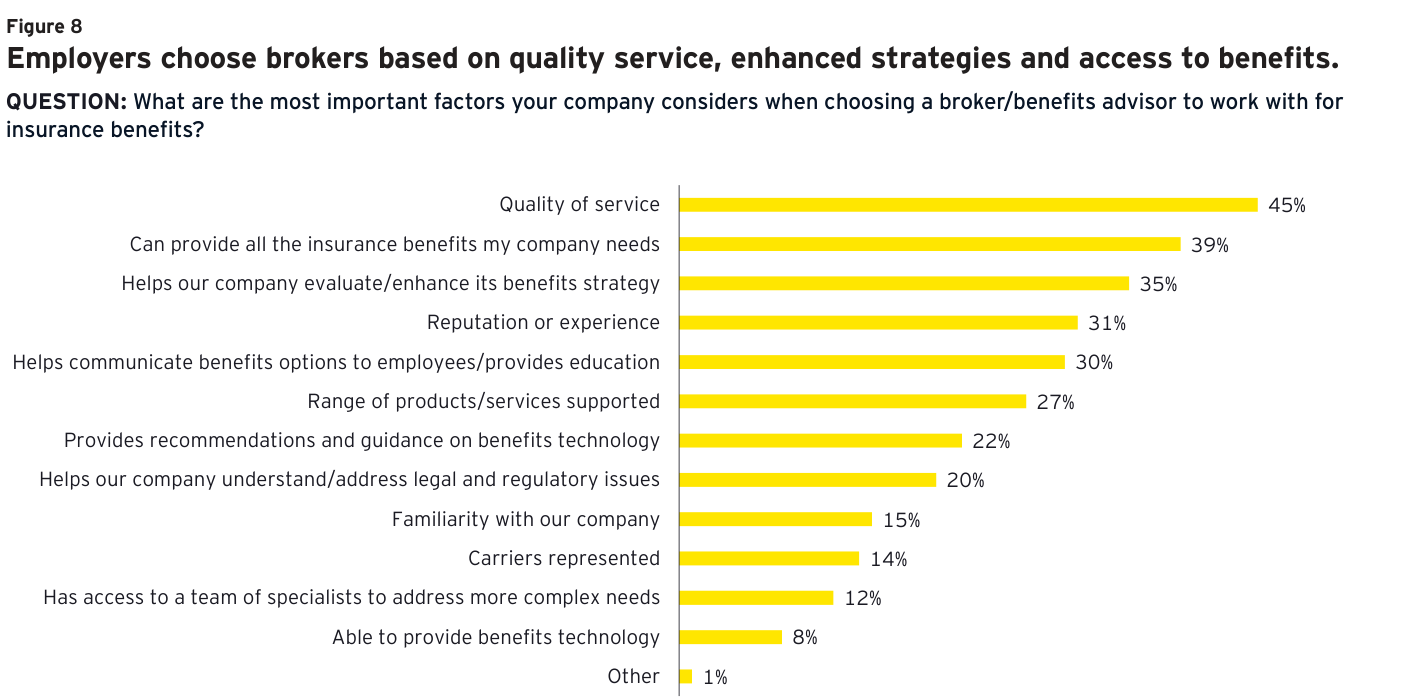 Figure 8
Employers choose brokers based on quality service, enhanced strategies and access to benefits.
QUESTION: What are the most important factors your company considers when choosing a broker/benefits advisor to work with for
insurance benefits?
Quality of service 45%
Can provide all the insurance benefits my company needs 39%
Helps our company evaluate/enhance its benefits strategy 35%
Reputation or experience 31%
Helps communicate benefits options to employees/provides education 30%
Range of products/services supported 27%
Provides recommendations and guidance on benefits technology 22%
Helps our company understand/address legal and regulatory issues 20%
Familiarity with our company 15%
Carriers represented 14%
Has access to a team of specialists to address more complex needs 12%
Able to provide benefits technology 8%
Other 1%